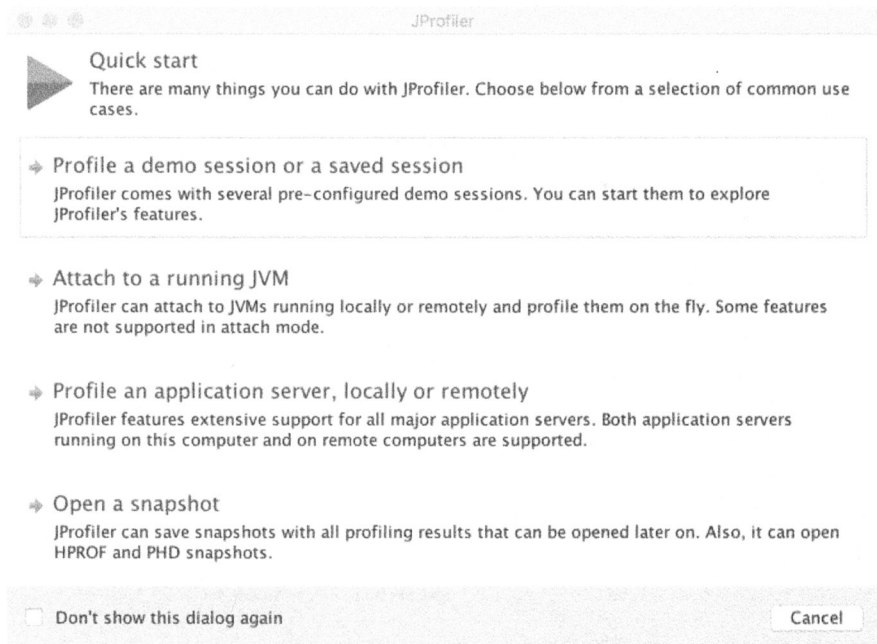 JProfiler
Quick start
There are many things you can do with JProfiler. Choose below from a selection of common use
cases.
Profile a demo session or a saved session
JProfiler comes with several pre-configured demo sessions. You can start them to explore
JProfiler's features.
Attach to a running JVM
JProfiler can attach to JVMs running locally or remotely and profile them on the fly. Some features
are not supported in attach mode.
Profile an application server, locally or remotely
JProfiler features extensive support for all major application servers. Both application servers
running on this computer and on remote computers are supported.
Open a snapshot
JProfiler can save snapshots with all profiling results that can be opened later on. Also, it can open
HPROF and PHD snapshots.
Don't show this dialog again
Cancel